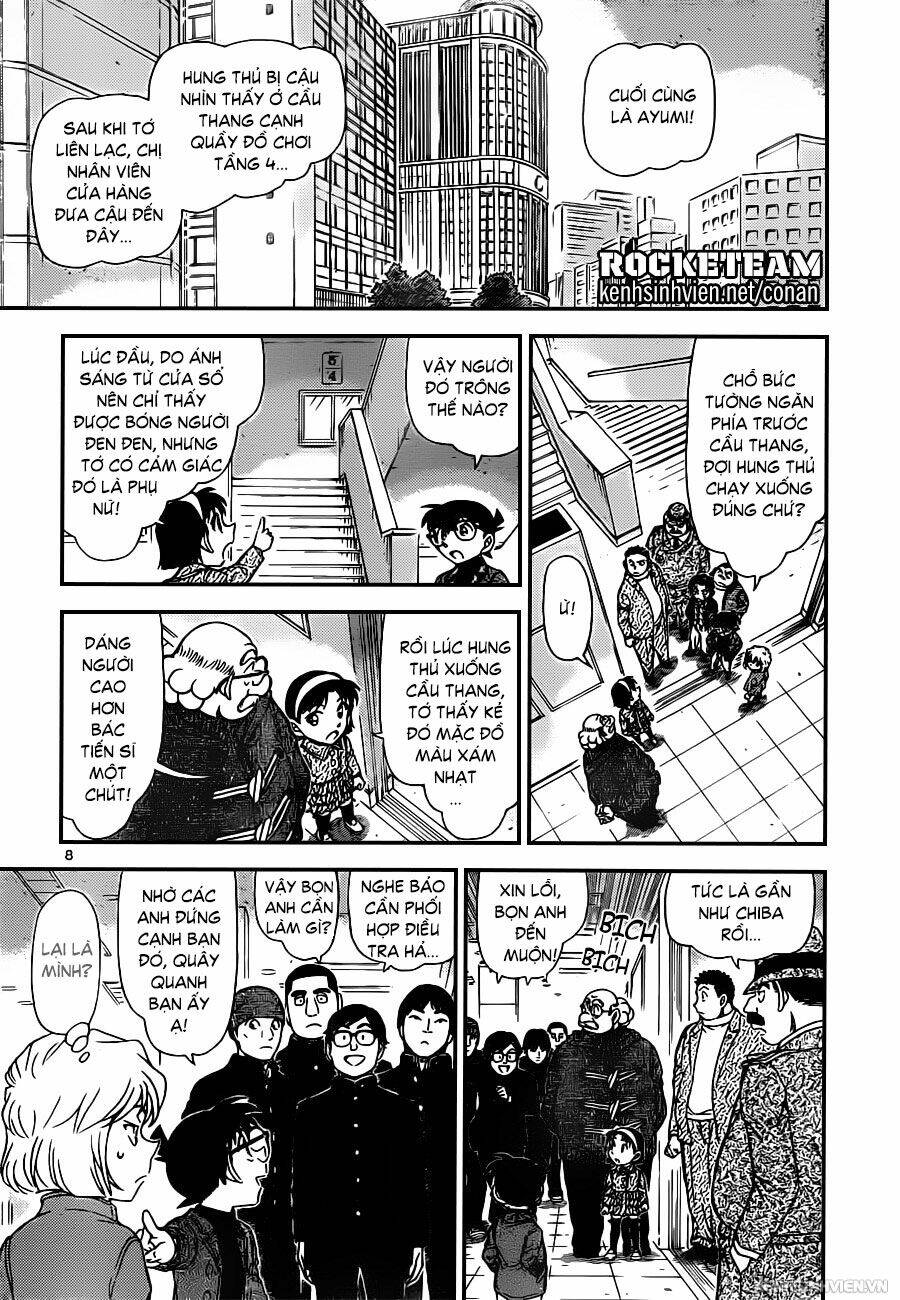 CUỐI CÙNG
LÀ AYUMI!
HUNG THỦ BỊ CẬU
NHÌN THẤY Ở CẦU
THANG CẠNH
QUẦY ĐỒ CHƠI
TẦNG 4...
SAU KHI TỚ
LIÊN LẠC, CHỊ
NHÂN VIÊN
CỬA HÀNG
ĐƯA CẬU ĐẾN
ĐÂY...
ROCKETEAM
kenhsinhvien.net/conan
CHỖ BỨC
TƯỜNG NGĂN
PHÍA TRƯỚC
CẦU THANG,
ĐỢI HUNG THỦ
CHẠY XUỐNG
ĐÚNG CHỨ?
Ừ!
VẬY NGƯỜI
ĐÓ TRÔNG
THẾ NÀO?
5
4
LÚC ĐẦU, DO ÁNH
SÁNG TỪ CỬA SỔ
NÊN CHỈ THẤY
ĐƯỢC BÓNG NGƯỜI
ĐEN ĐEN, NHƯNG
TỚ CÓ CẢM GIÁC
ĐÓ LÀ PHỤ
NỮ!
RỒI LÚC HUNG
THỦ XUỐNG
CẦU THANG,
TỚ THẤY KẺ
ĐÓ MẶC ĐỒ
MÀU XÁM
NHẠT
...
DÁNG
NGƯỜI
CAO
HƠN
BÁC
TIẾN SĨ
MỘT
CHÚT!
8
TỨC LÀ GẦN
NHƯ CHIBA
RỒI...
BỊCH
BỊCH
XIN LỖI,
BỌN ANH
ĐẾN
MUỘN!
NGHE BẢO
CẦN PHỐI
HỢP ĐIỀU
TRA HẢ...
VẬY BỌN
ANH CẦN
LÀM GÌ?
NHỜ CÁC
ANH ĐỨNG
CẠNH BẠN
ĐÓ, QUÂY
QUANH
BẠN ẤY
Ạ!
LẠI LÀ
MÌNH?